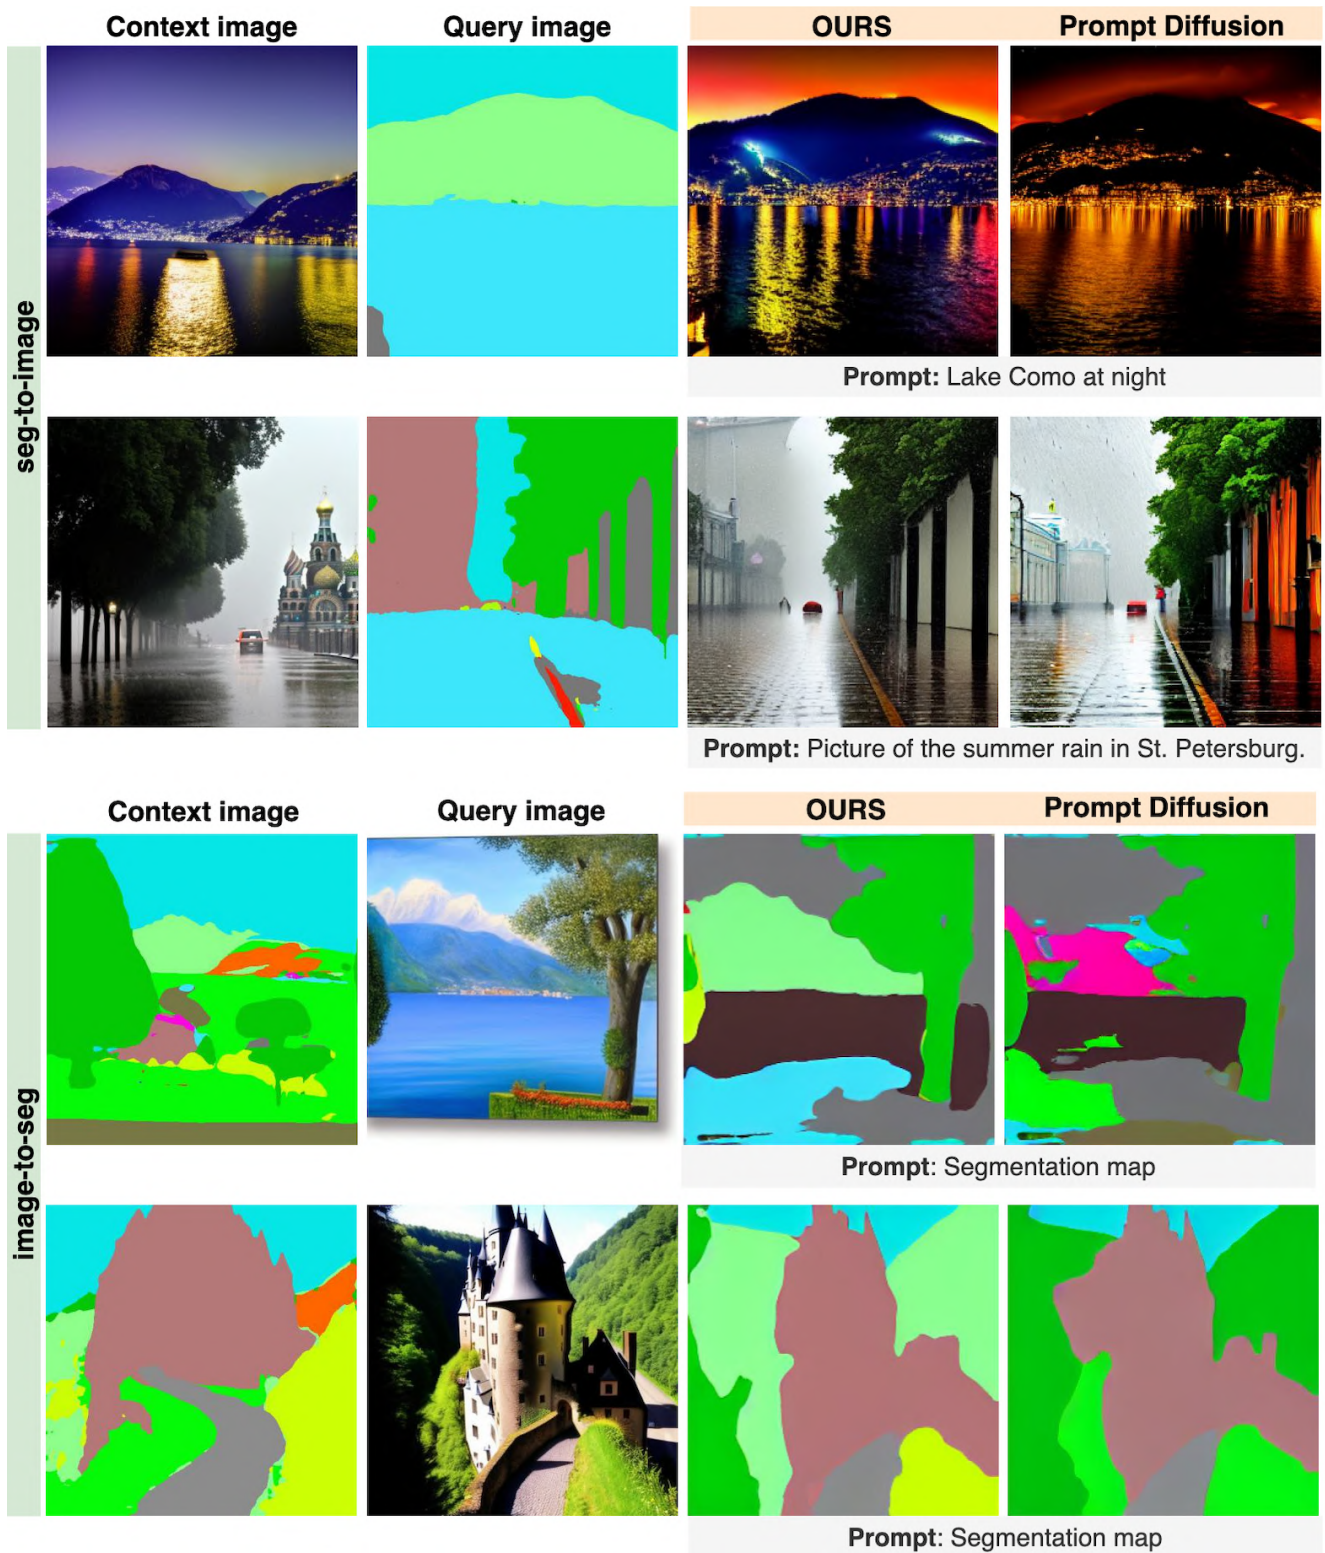 Context image
Query image
OURS
Prompt Diffusion
seg-to-image
Prompt: Lake Como at night
Prompt: Picture of the summer rain in St. Petersburg.
Context image
Query image
OURS
Prompt Diffusion
image-to-seg
Prompt: Segmentation map
Prompt: Segmentation map